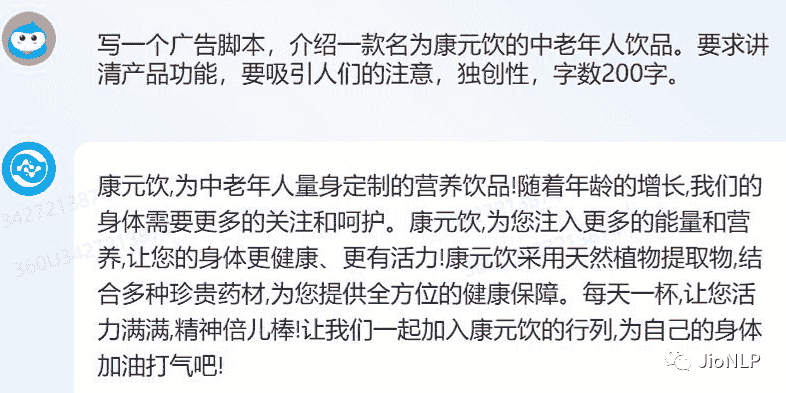 写一个广告脚本，介绍一款名为康元饮的中老年人饮品。要求讲
清产品功能，要吸引人们的注意，独创性，字数200字。
康元饮,为中老年人量身定制的营养饮品!随着年龄的增长,我们的
身体需要更多的关注和呵护。康元饮,为您注入更多的能量和营
养,让您的身体更健康、更有活力!康元饮采用天然植物提取物,结
合多种珍贵药材,为您提供全方位的健康保障。每天一杯,让您活
力满满,精神倍儿棒!让我们一起加入康元饮的行列,为自己的身体
加油打气吧!
JioNLP